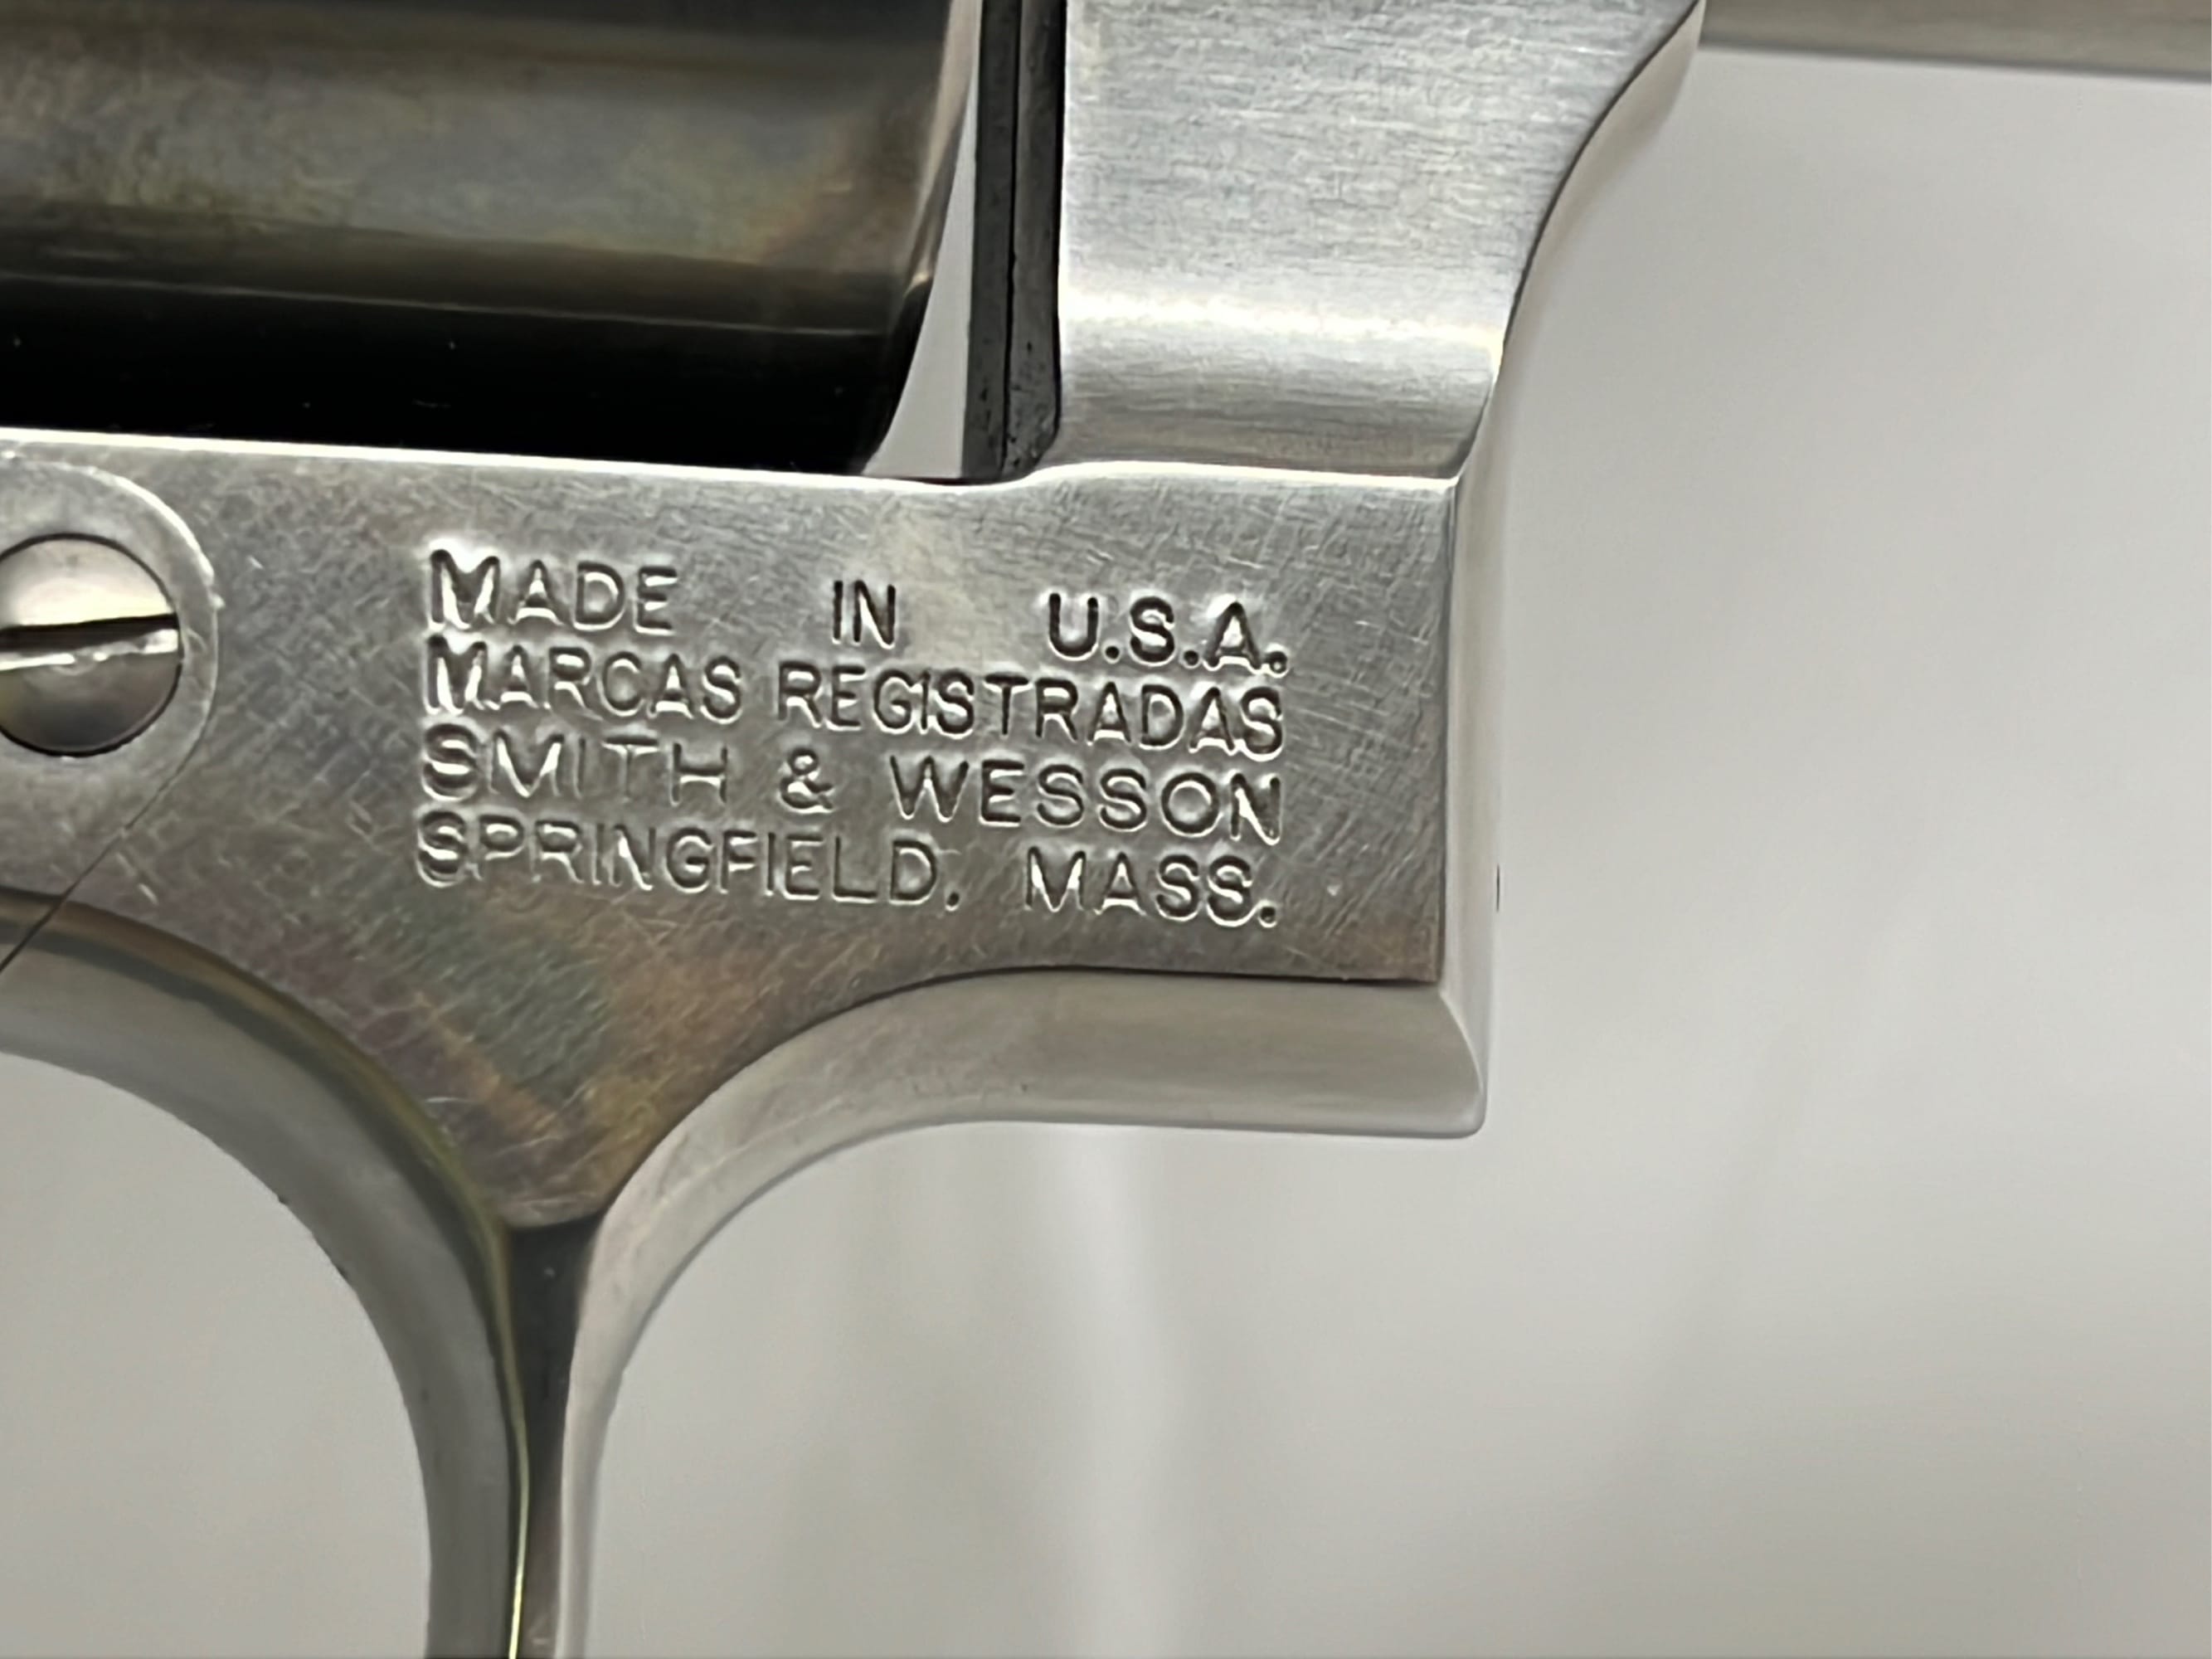 MADE IN U.S.A.
MARCAS REGISTRADAS
SMITH & WESSON
SPRINGFIELD. MASS.